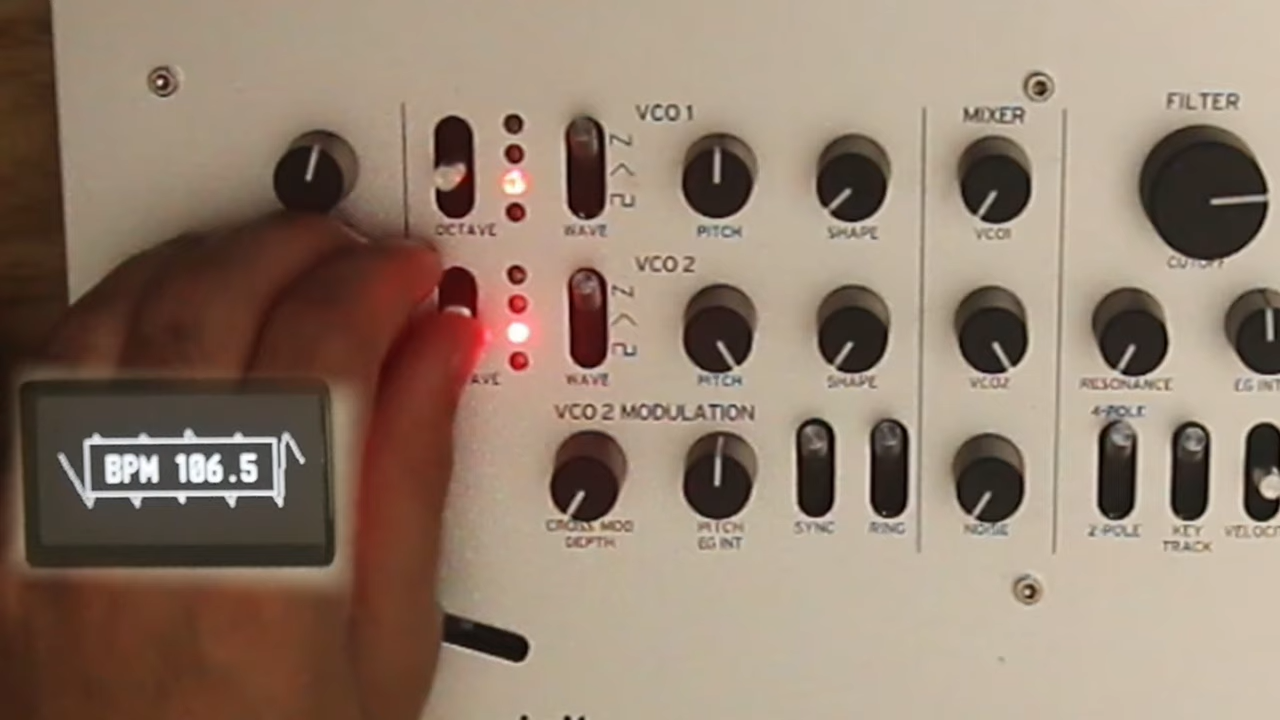 VCO 1
MIXER
FILTER
OCTAVE
WAVE
PITCH
SHAPE
VCO1
CUTOFF
VCO 2
WAVE
PITCH
SHAPE
VCO2
RESONANCE
EG INT
VCO 2 MODULATION
4-POLE
BPM 106.5
CROSS MOD
DEPTH
PITCH
EG INT
SYNC
RING
NOISE
2-POLE
KEY
TRACK